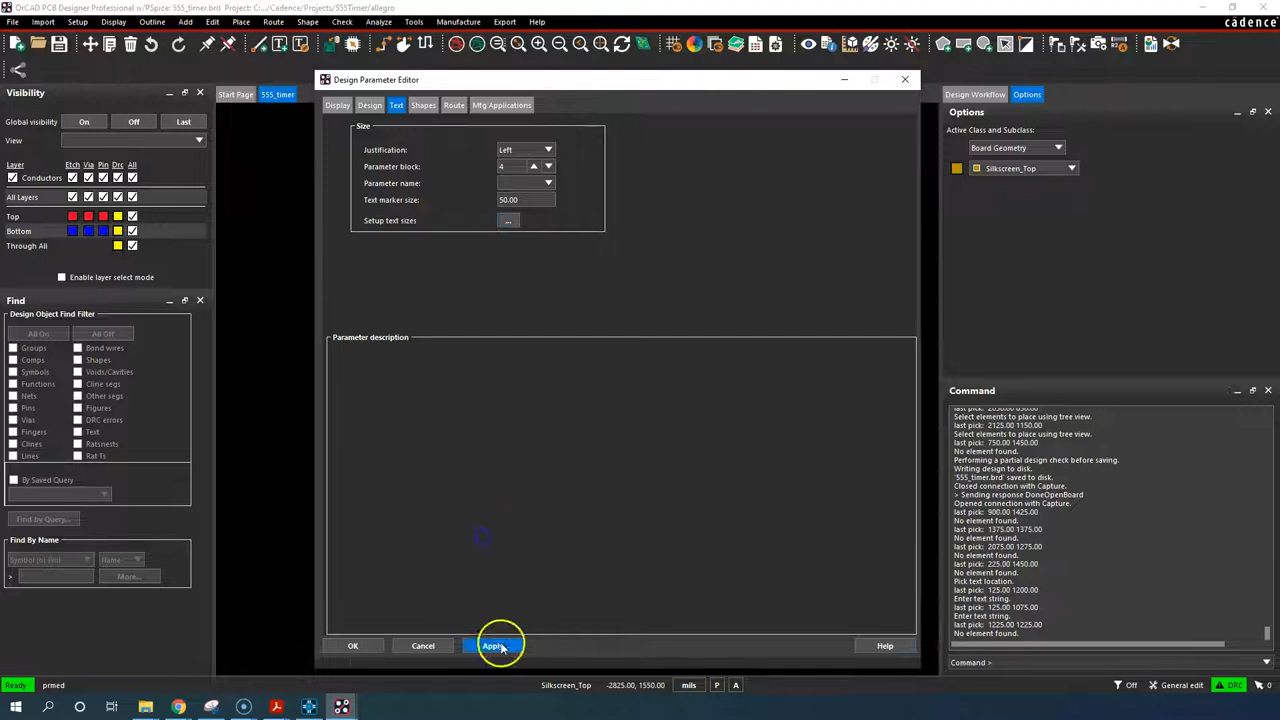 OrCAD PCB Designer Professional w/PSpice: 555_timer.brd  Project: C:.../Cadence/Projects/555Timer/allegro
File Import Setup Display Outline Add Edit Place Route Shape Check Analyze Tools Manufacture Export Help
cadence
Visibility
Global visibility On Off Last
View
Layer Etch Via Pin Drc All
Conductors
All Layers
Top
Bottom
Through All
Enable layer select mode
Find
Design Object Find Filter
All On All Off
Groups Bond wires
Comps Shapes
Symbols Voids/Cavities
Functions Cline segs
Nets Other segs
Pins Figures
Vias DRC errors
Fingers Text
Clines Ratsnests
Lines Rat Ts
By Saved Query
Find by Query...
Find By Name
Symbol (or Pin) Name
> More...
Start Page 555_timer
Design Parameter Editor
Display Design Text Shapes Route Mfg Applications
Size
Justification: Left
Parameter block: 4
Parameter name:
Text marker size: 50.00
Setup text sizes ...
Parameter description
OK Cancel Apply Help
Design Workflow Options
Options
Active Class and Subclass:
Board Geometry
Silkscreen_Top
Command
Select elements to place using tree view.
last pick:  2125.00 1150.00
Select elements to place using tree view.
last pick:  750.00 1450.00
No element found.
Performing a partial design check before saving.
Writing design to disk.
'555_timer.brd' saved to disk.
Closed connection with Capture.
> Sending response DoneOpenBoard
Opened connection with Capture.
last pick:  900.00 1425.00
No element found.
last pick:  1375.00 1375.00
No element found.
last pick:  2075.00 1275.00
No element found.
last pick:  225.00 1450.00
No element found.
Pick text location.
last pick:  125.00 1200.00
Enter text string.
last pick:  125.00 1075.00
Enter text string.
last pick:  1225.00 1225.00
No element found.
Command >
Ready prmed Silkscreen_Top -2825.00, 1550.00 mils P A Off General edit DRC 0